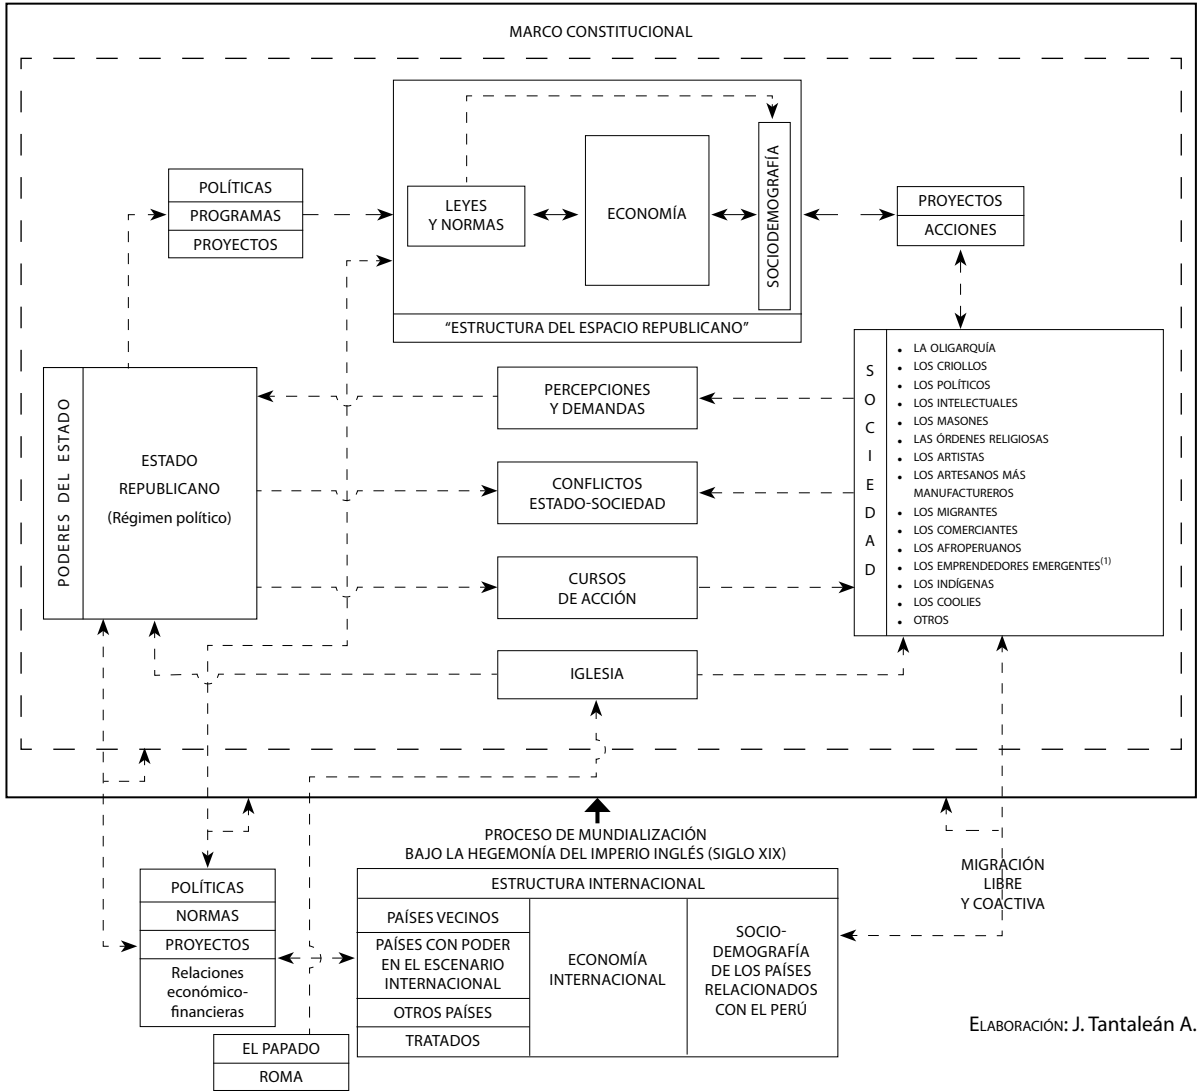 MARCO CONSTITUCIONAL
POLÍTICAS
PROGRAMAS
PROYECTOS
LEYES
Y NORMAS
ECONOMÍA
SOCIODEMOGRAFÍA
"ESTRUCTURA DEL ESPACIO REPUBLICANO"
PROYECTOS
ACCIONES
PODERES DEL ESTADO
ESTADO
REPUBLICANO
(Régimen político)
PERCEPCIONES
Y DEMANDAS
CONFLICTOS
ESTADO-SOCIEDAD
CURSOS
DE ACCIÓN
IGLESIA
SOCIEDAD
• LA OLIGARQUÍA
• LOS CRIOLLOS
• LOS POLÍTICOS
• LOS INTELECTUALES
• LOS MASONES
• LAS ÓRDENES RELIGIOSAS
• LOS ARTISTAS
• LOS ARTESANOS MÁS
MANUFACTUREROS
• LOS MIGRANTES
• LOS COMERCIANTES
• LOS AFROPERUANOS
• LOS EMPRENDEDORES EMERGENTES(1)
• LOS INDÍGENAS
• LOS COOLIES
• OTROS
PROCESO DE MUNDIALIZACIÓN
BAJO LA HEGEMONÍA DEL IMPERIO INGLÉS (SIGLO XIX)
MIGRACIÓN
LIBRE
Y COACTIVA
POLÍTICAS
NORMAS
PROYECTOS
Relaciones
económico-
financieras
EL PAPADO
ROMA
ESTRUCTURA INTERNACIONAL
PAÍSES VECINOS
PAÍSES CON PODER
EN EL ESCENARIO
INTERNACIONAL
OTROS PAÍSES
TRATADOS
ECONOMÍA
INTERNACIONAL
SOCIO-
DEMOGRAFÍA
DE LOS PAÍSES
RELACIONADOS
CON EL PERÚ
ELABORACIÓN: J. Tantaleán A.